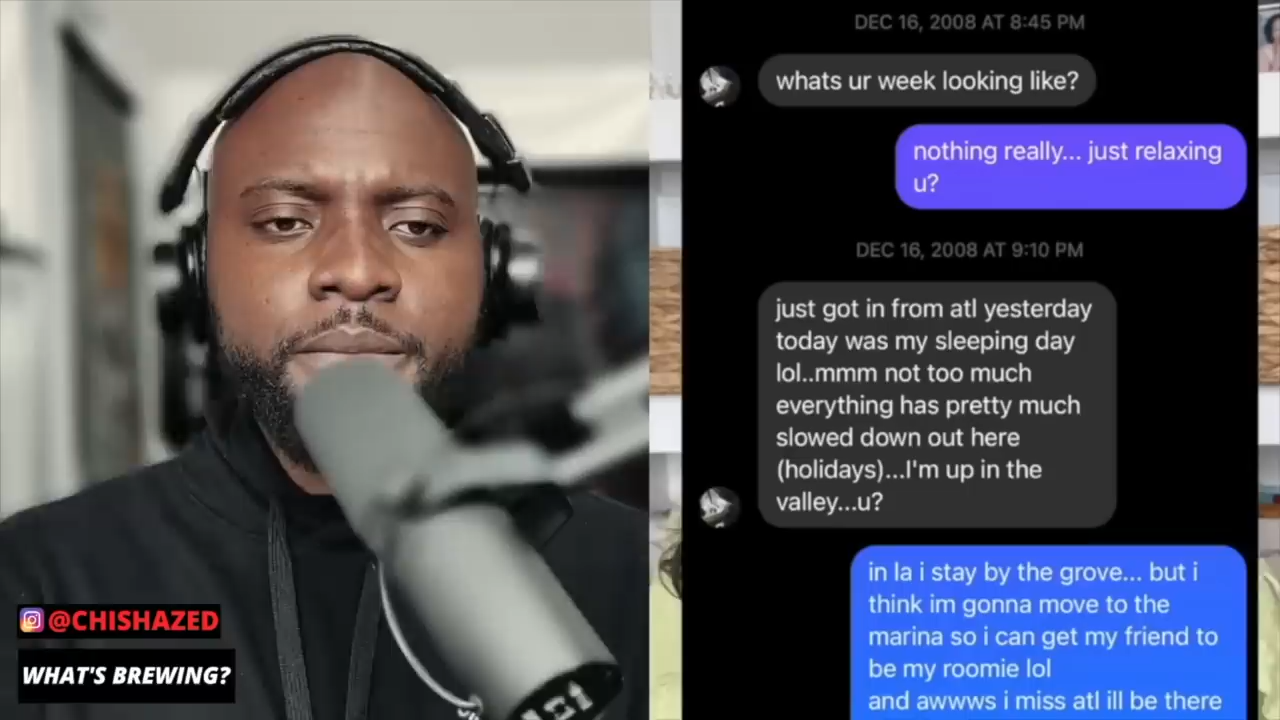 @CHISHAZED
WHAT'S BREWING?
DEC 16, 2008 AT 8:45 PM
whats ur week looking like?
nothing really... just relaxing
u?
DEC 16, 2008 AT 9:10 PM
just got in from atl yesterday
today was my sleeping day
lol..mmm not too much
everything has pretty much
slowed down out here
(holidays)...I'm up in the
valley...u?
in la i stay by the grove... but i
think im gonna move to the
marina so i can get my friend to
be my roomie lol
and awwws i miss atl ill be there